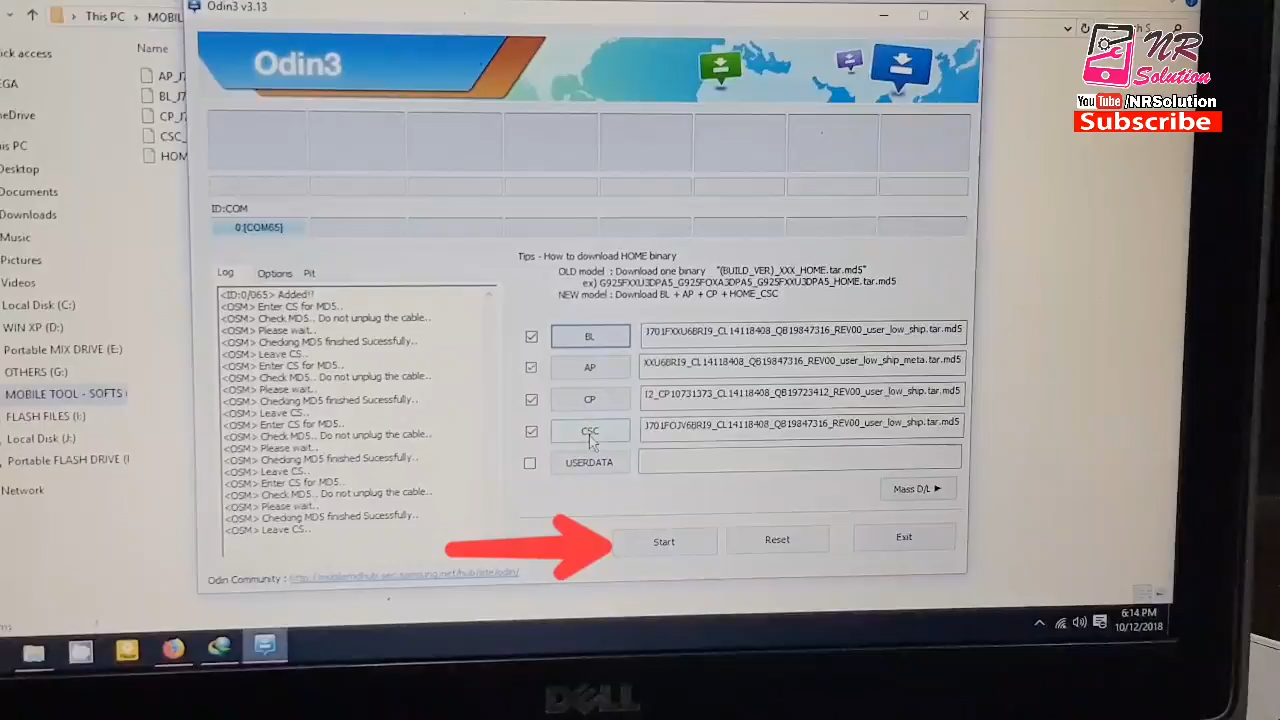 Odin3 v3.13
This PC
MOBIL
Quick access
Name
AP_J7
BL_J7
CP_J7
CSC_
HOM
EGA
neDrive
his PC
Desktop
Documents
Downloads
Music
Pictures
Videos
Local Disk (C:)
WIN XP (D:)
Portable MIX DRIVE (E:)
OTHERS (G:)
MOBILE TOOL - SOFTS
FLASH FILES (I:)
Local Disk (J:)
Portable FLASH DRIVE (
Network
Odin3
ID:COM
0:[COM65]
Log
Options
Pit
<ID:0/065> Added!!
<OSM> Enter CS for MD5..
<OSM> Check MD5.. Do not unplug the cable..
<OSM> Please wait..
<OSM> Checking MD5 finished Sucessfully..
<OSM> Leave CS..
<OSM> Enter CS for MD5..
<OSM> Check MD5.. Do not unplug the cable..
<OSM> Please wait..
<OSM> Checking MD5 finished Sucessfully..
<OSM> Leave CS..
<OSM> Enter CS for MD5..
<OSM> Check MD5.. Do not unplug the cable..
<OSM> Please wait..
<OSM> Checking MD5 finished Sucessfully..
<OSM> Leave CS..
<OSM> Enter CS for MD5..
<OSM> Check MD5.. Do not unplug the cable..
<OSM> Please wait..
<OSM> Checking MD5 finished Sucessfully..
<OSM> Leave CS..
Tips - How to download HOME binary
OLD model : Download one binary "(BUILD_VER)_XXX_HOME.tar.md5"
ex) G925FXXU3DPA5_G925FOXA3DPA5_G925FXXU3DPA5_HOME.tar.md5
NEW model : Download BL + AP + CP + HOME_CSC
BL J701FXXU6BRI9_CL14118408_QB19847316_REV00_user_low_ship.tar.md5
AP XXU6BRI9_CL14118408_QB19847316_REV00_user_low_ship_meta.tar.md5
CP I2_CP10731373_CL14118408_QB19723412_REV00_user_low_ship.tar.md5
CSC J701FOJV6BRI9_CL14118408_QB19847316_REV00_user_low_ship.tar.md5
USERDATA
Mass D/L
Start
Reset
Exit
Odin Community :
NR
Solution
YouTube /NRSolution
Subscribe
6:14 PM
10/12/2018
DELL